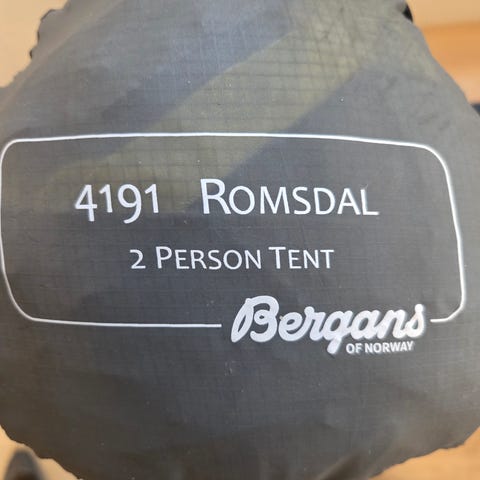 4191 ROMSDAL
2 PERSON TENT
Bergans
OF NORWAY